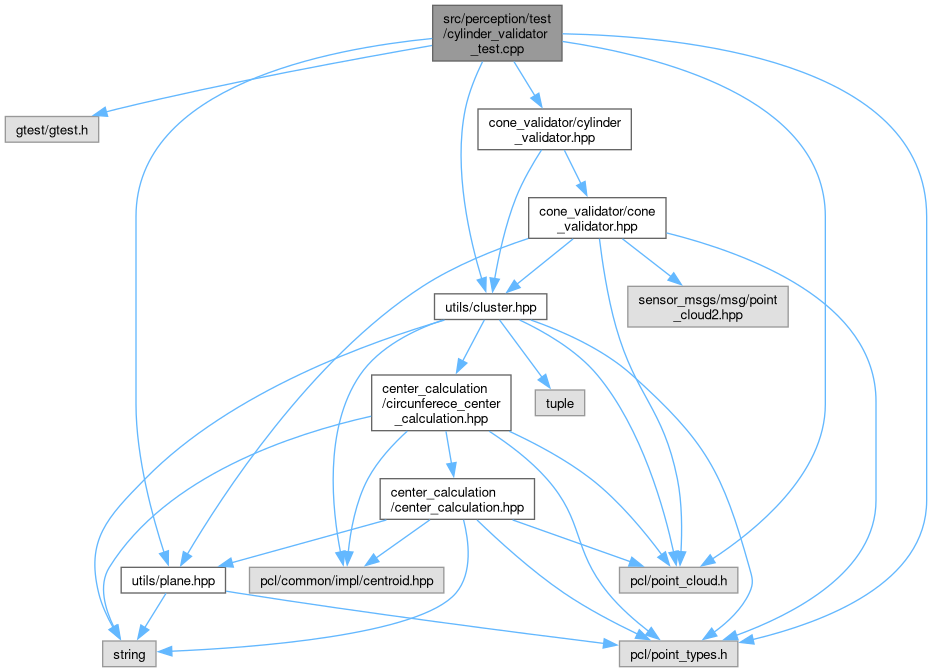 src/perception/test
/cylinder_validator
_test.cpp
gtest/gtest.h
cone_validator/cylinder
_validator.hpp
cone_validator/cone
_validator.hpp
utils/cluster.hpp
sensor_msgs/msg/point
_cloud2.hpp
center_calculation
/circunferece_center
_calculation.hpp
tuple
center_calculation
/center_calculation.hpp
utils/plane.hpp
pcl/common/impl/centroid.hpp
pcl/point_cloud.h
string
pcl/point_types.h